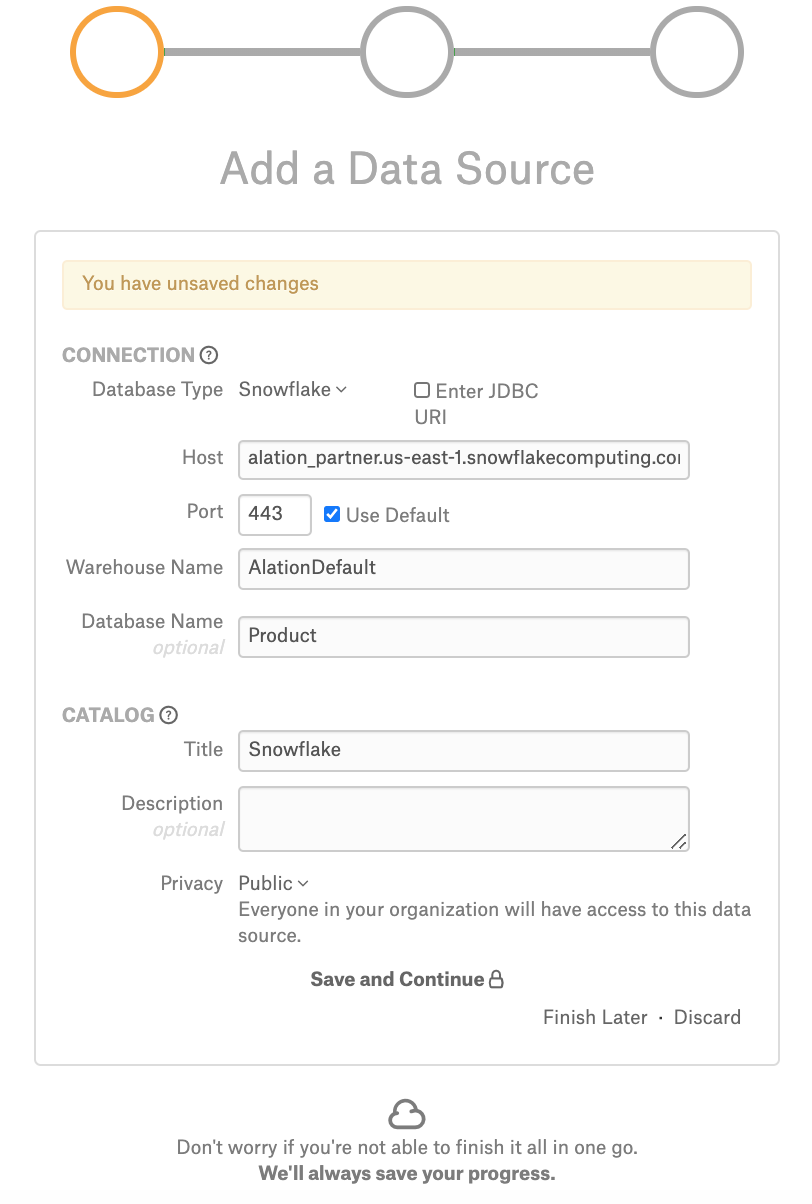 Add a Data Source
You have unsaved changes
CONNECTION ?
Database Type Snowflake
Enter JDBC
URI
Host alation_partner.us-east-1.snowflakecomputing.co
Port 443 Use Default
Warehouse Name AlationDefault
Database Name Product
optional
CATALOG ?
Title Snowflake
Description
optional
Privacy Public
Everyone in your organization will have access to this data
source.
Save and Continue
Finish Later · Discard
Don't worry if you're not able to finish it all in one go.
We'll always save your progress.